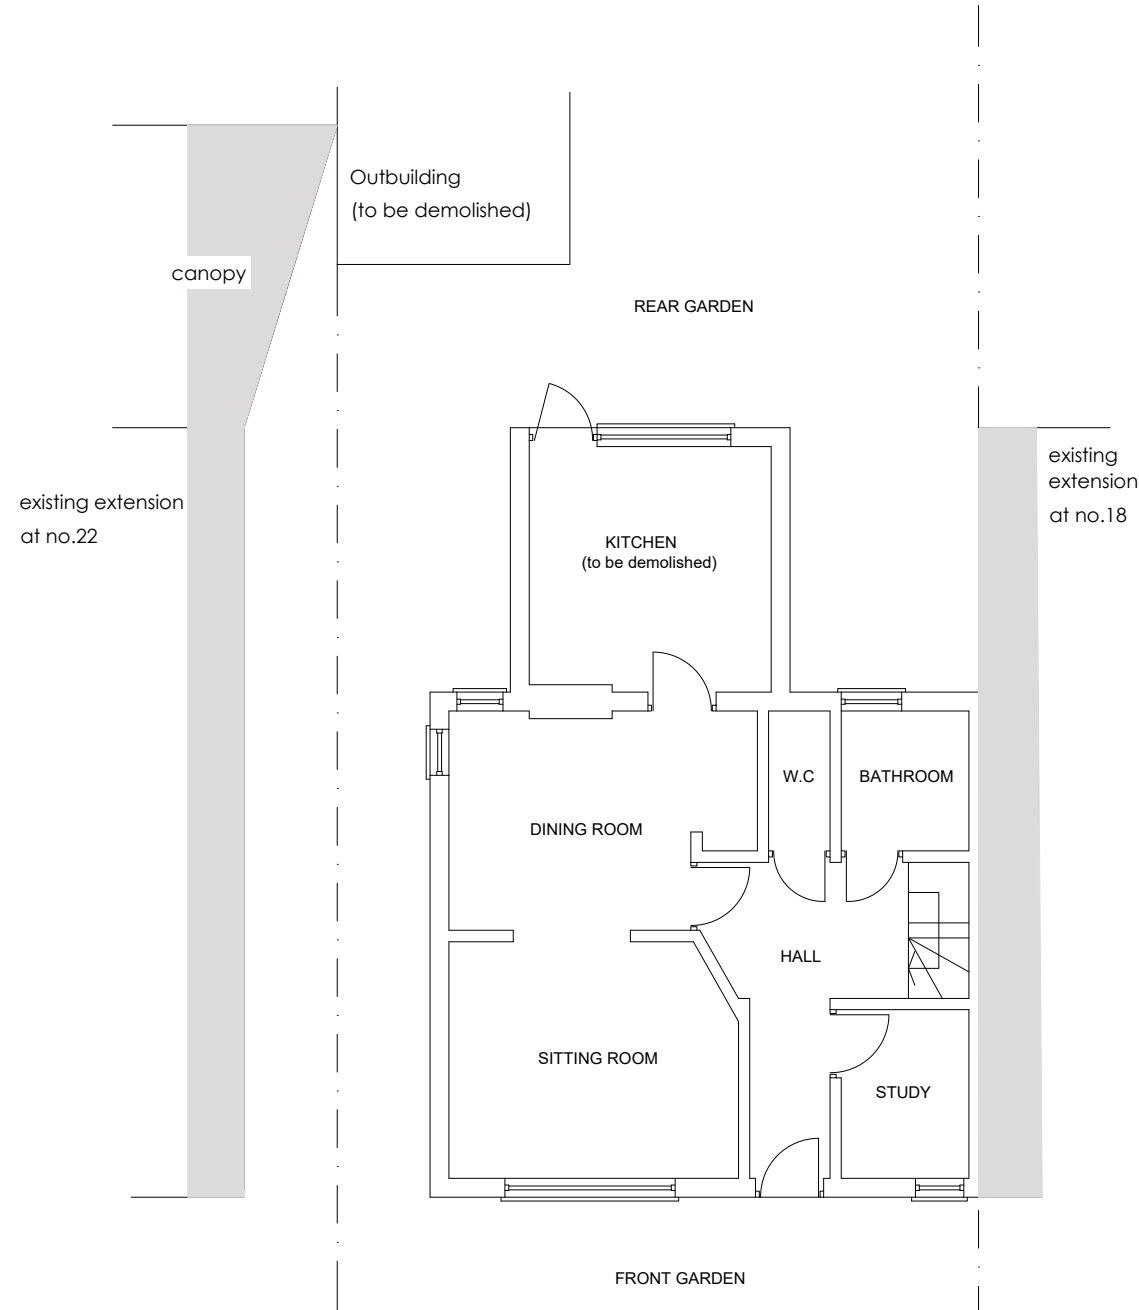 Outbuilding
(to be demolished)
canopy
REAR GARDEN
existing
extension
at no.18
existing extension
at no.22
KITCHEN
(to be demolished)
W.C
BATHROOM
DINING ROOM
HALL
SITTING ROOM
STUDY
FRONT GARDEN